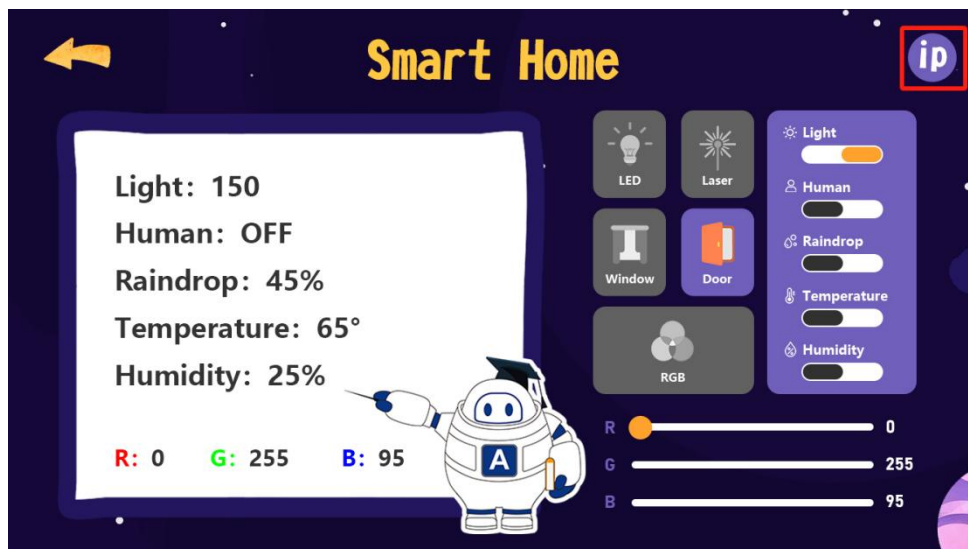 Smart Home
ip
Light: 150
Human: OFF
Raindrop: 45%
Temperature: 65°
Humidity: 25%
R: 0 G: 255 B: 95
A
LED
Laser
Window
Door
RGB
Light
Human
Raindrop
Temperature
Humidity
R 0
G 255
B 95